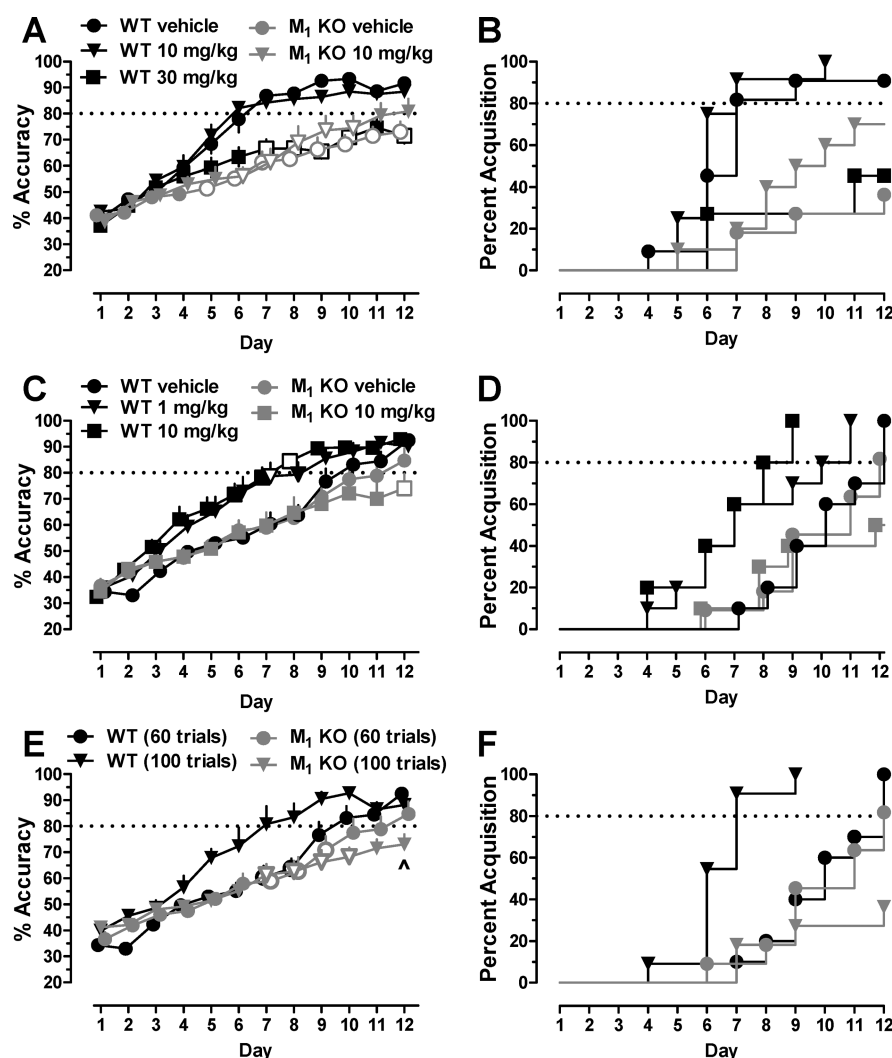 A
WT vehicle
M1 KO vehicle
WT 10 mg/kg
M1 KO 10 mg/kg
WT 30 mg/kg
% Accuracy
100
90
80
70
60
50
40
30
20
1 2 3 4 5 6 7 8 9 10 11 12
Day
B
Percent Acquisition
100
80
60
40
20
0
1 2 3 4 5 6 7 8 9 10 11 12
Day
C
WT vehicle
M1 KO vehicle
WT 1 mg/kg
M1 KO 10 mg/kg
WT 10 mg/kg
% Accuracy
100
90
80
70
60
50
40
30
20
1 2 3 4 5 6 7 8 9 10 11 12
Day
D
Percent Acquisition
100
80
60
40
20
0
1 2 3 4 5 6 7 8 9 10 11 12
Day
E
WT (60 trials)
M1 KO (60 trials)
WT (100 trials)
M1 KO (100 trials)
% Accuracy
100
90
80
70
60
50
40
30
20
^
1 2 3 4 5 6 7 8 9 10 11 12
Day
F
Percent Acquisition
100
80
60
40
20
0
1 2 3 4 5 6 7 8 9 10 11 12
Day